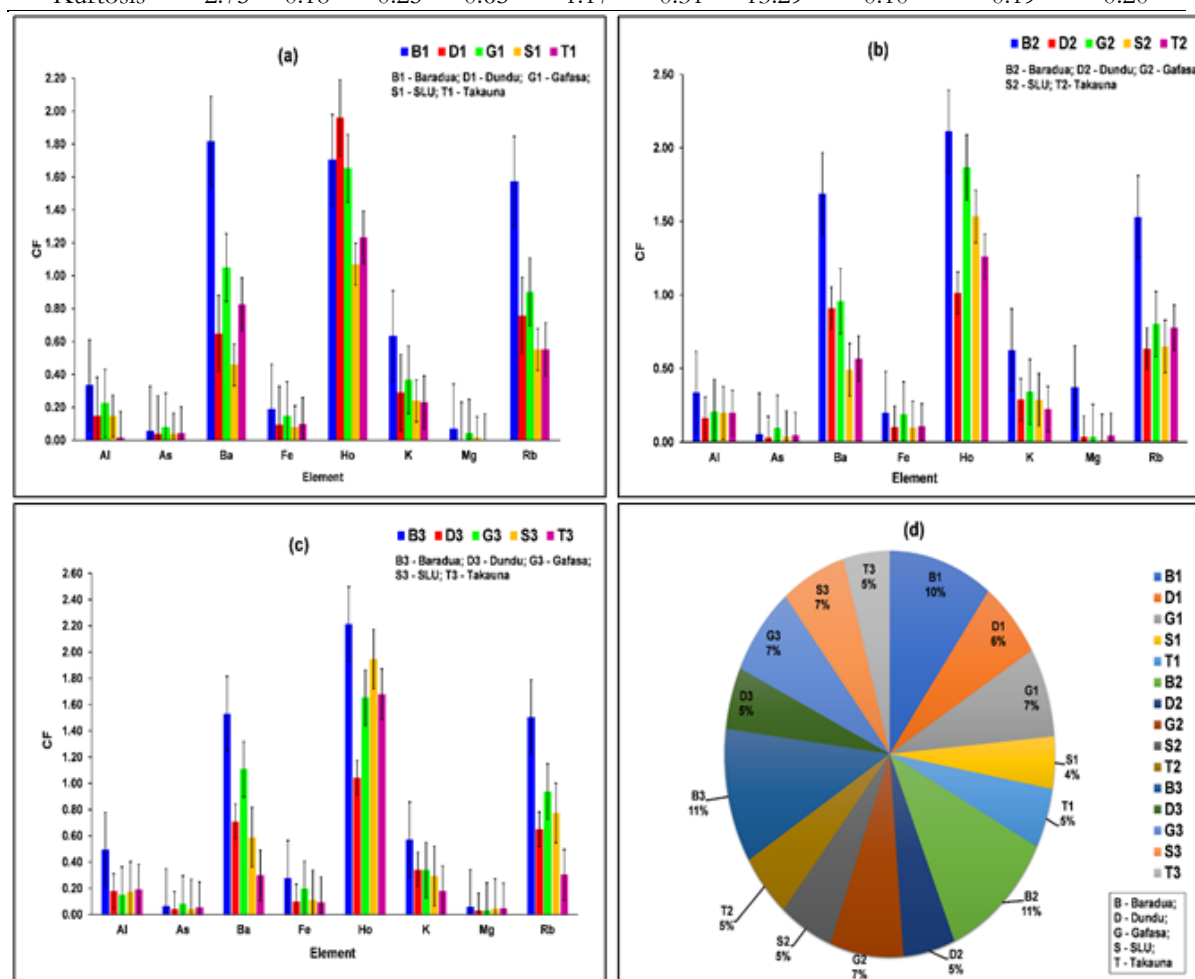 Kurtosis
(a)
B1 D1 G1 S1 T1
B1 - Baradua; D1 - Dundu; G1 - Gafasa;
S1 - SLU; T1 - Takauna
2.20
2.00
1.80
1.60
1.40
1.20
1.00
0.80
0.60
0.40
0.20
0.00
CF
Al As Ba Fe Ho K Mg Rb
Element
(b)
B2 D2 G2 S2 T2
B2 - Baradua; D2 - Dundu; G2 - Gafasa
S2 - SLU; T2- Takauna
2.50
2.00
1.50
1.00
0.50
0.00
CF
Al As Ba Fe Ho K Mg Rb
Element
(c)
B3 D3 G3 S3 T3
B3 - Baradua; D3 - Dundu; G3 - Gafasa;
S3 - SLU; T3 - Takauna
2.60
2.40
2.20
2.00
1.80
1.60
1.40
1.20
1.00
0.80
0.60
0.40
0.20
0.00
CF
Al As Ba Fe Ho K Mg Rb
Element
(d)
B1
10%
D1
6%
G1
7%
S1
4%
T1
5%
B2
11%
D2
5%
G2
7%
S2
5%
T2
5%
B3
11%
D3
5%
G3
7%
S3
7%
T3
5%
B1
D1
G1
S1
T1
B2
D2
G2
S2
T2
B3
D3
G3
S3
T3
B - Baradua;
D - Dundu;
G - Gafasa;
S - SLU;
T - Takauna